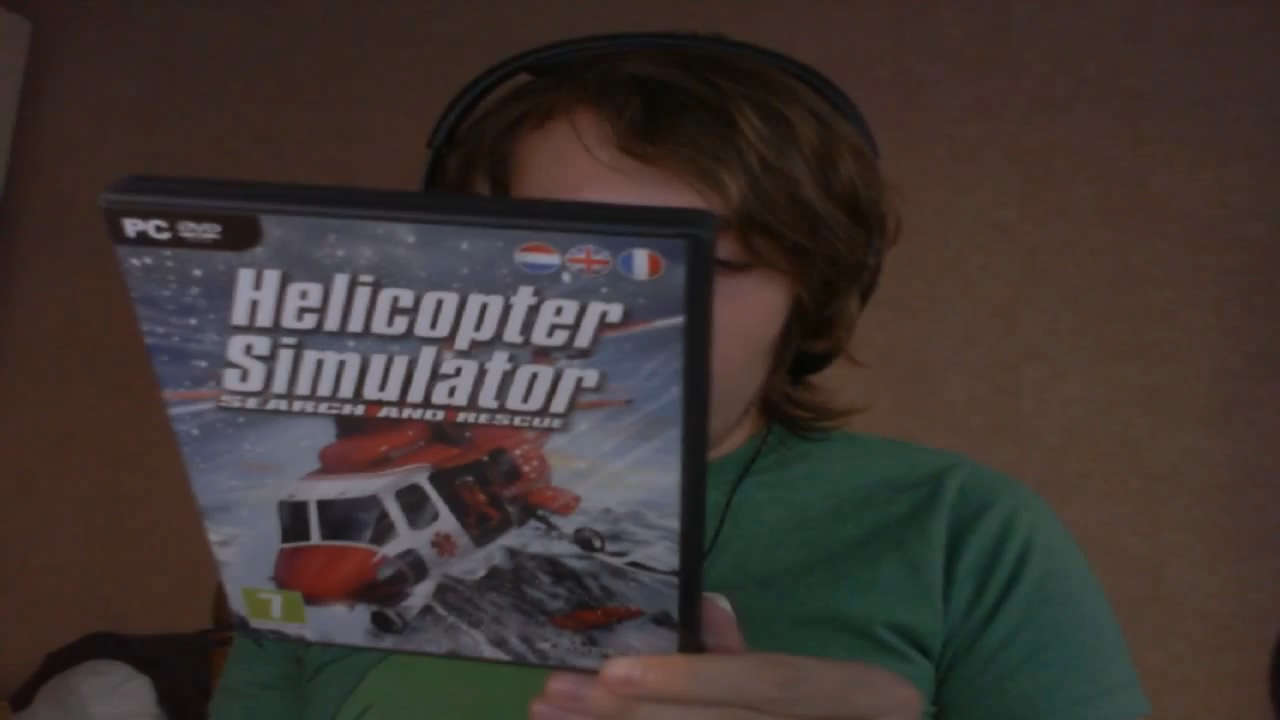 PC DVD
Helicopter
Simulator
SEARCH AND RESCUE
7